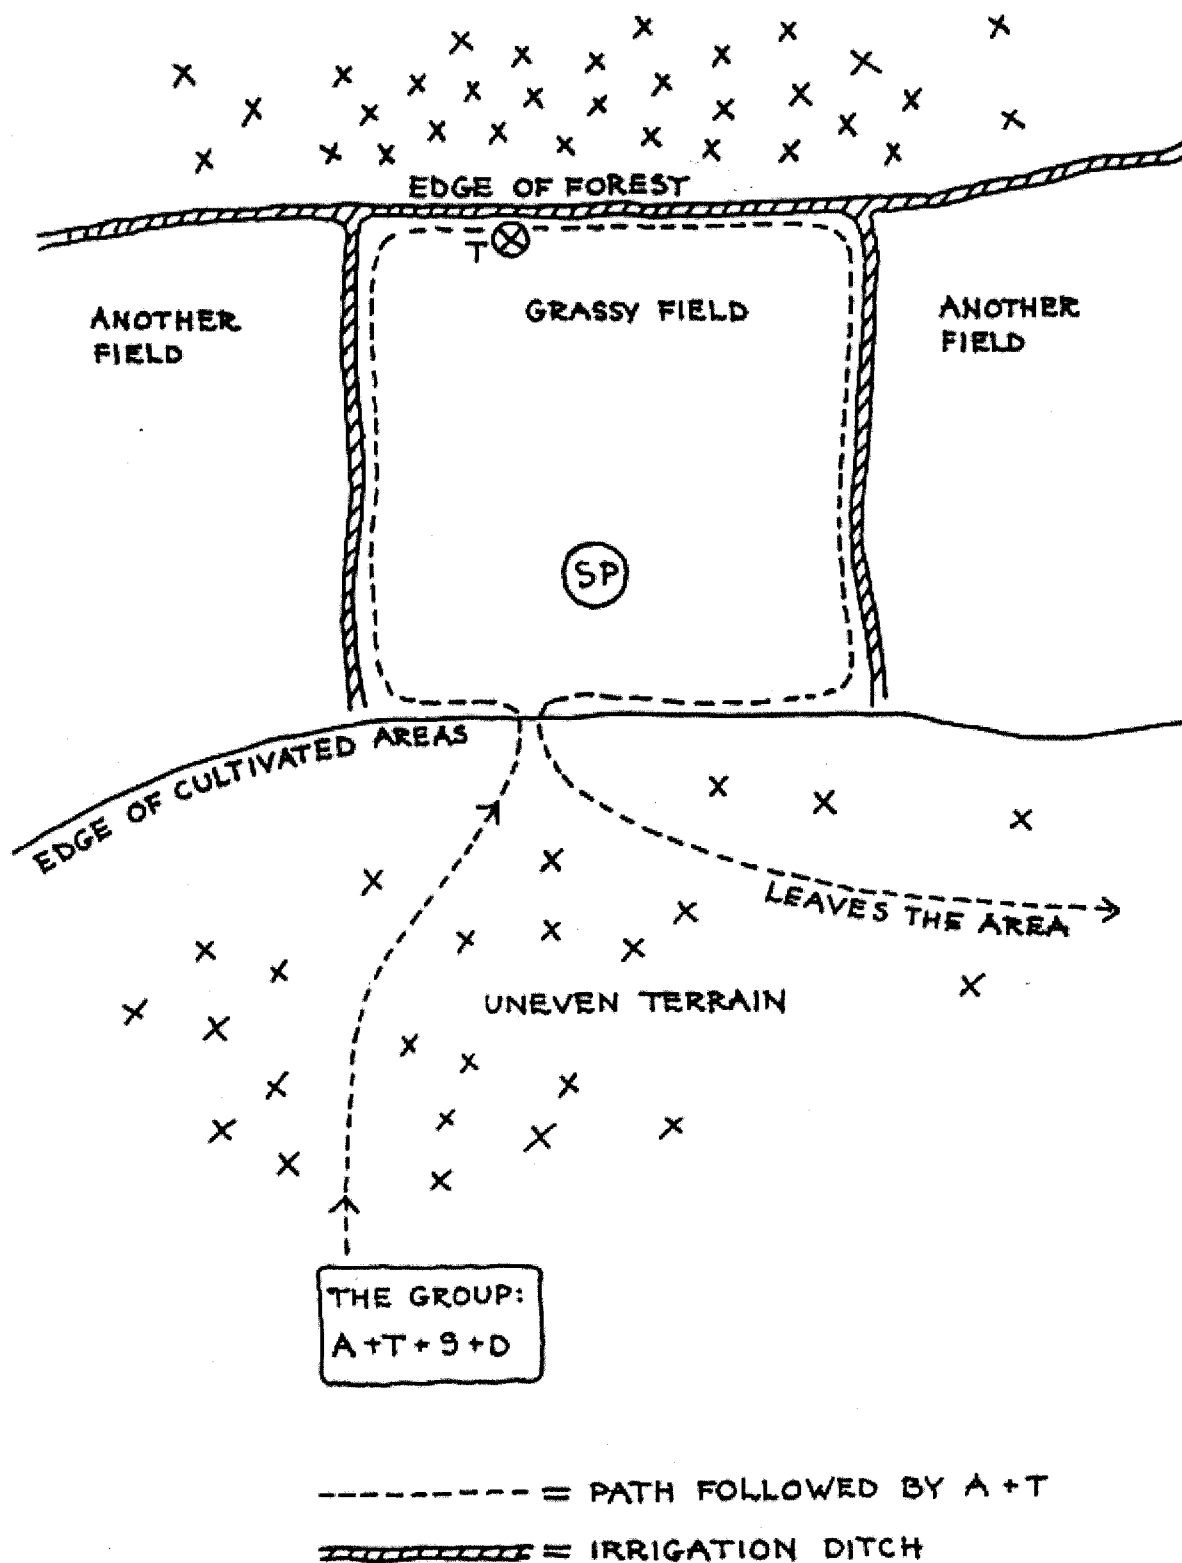 EDGE OF FOREST
T
ANOTHER
FIELD
GRASSY FIELD
ANOTHER
FIELD
SP
EDGE OF CULTIVATED AREAS
LEAVES THE AREA
UNEVEN TERRAIN
THE GROUP:
A+T+S+D
= PATH FOLLOWED BY A+T
= IRRIGATION DITCH